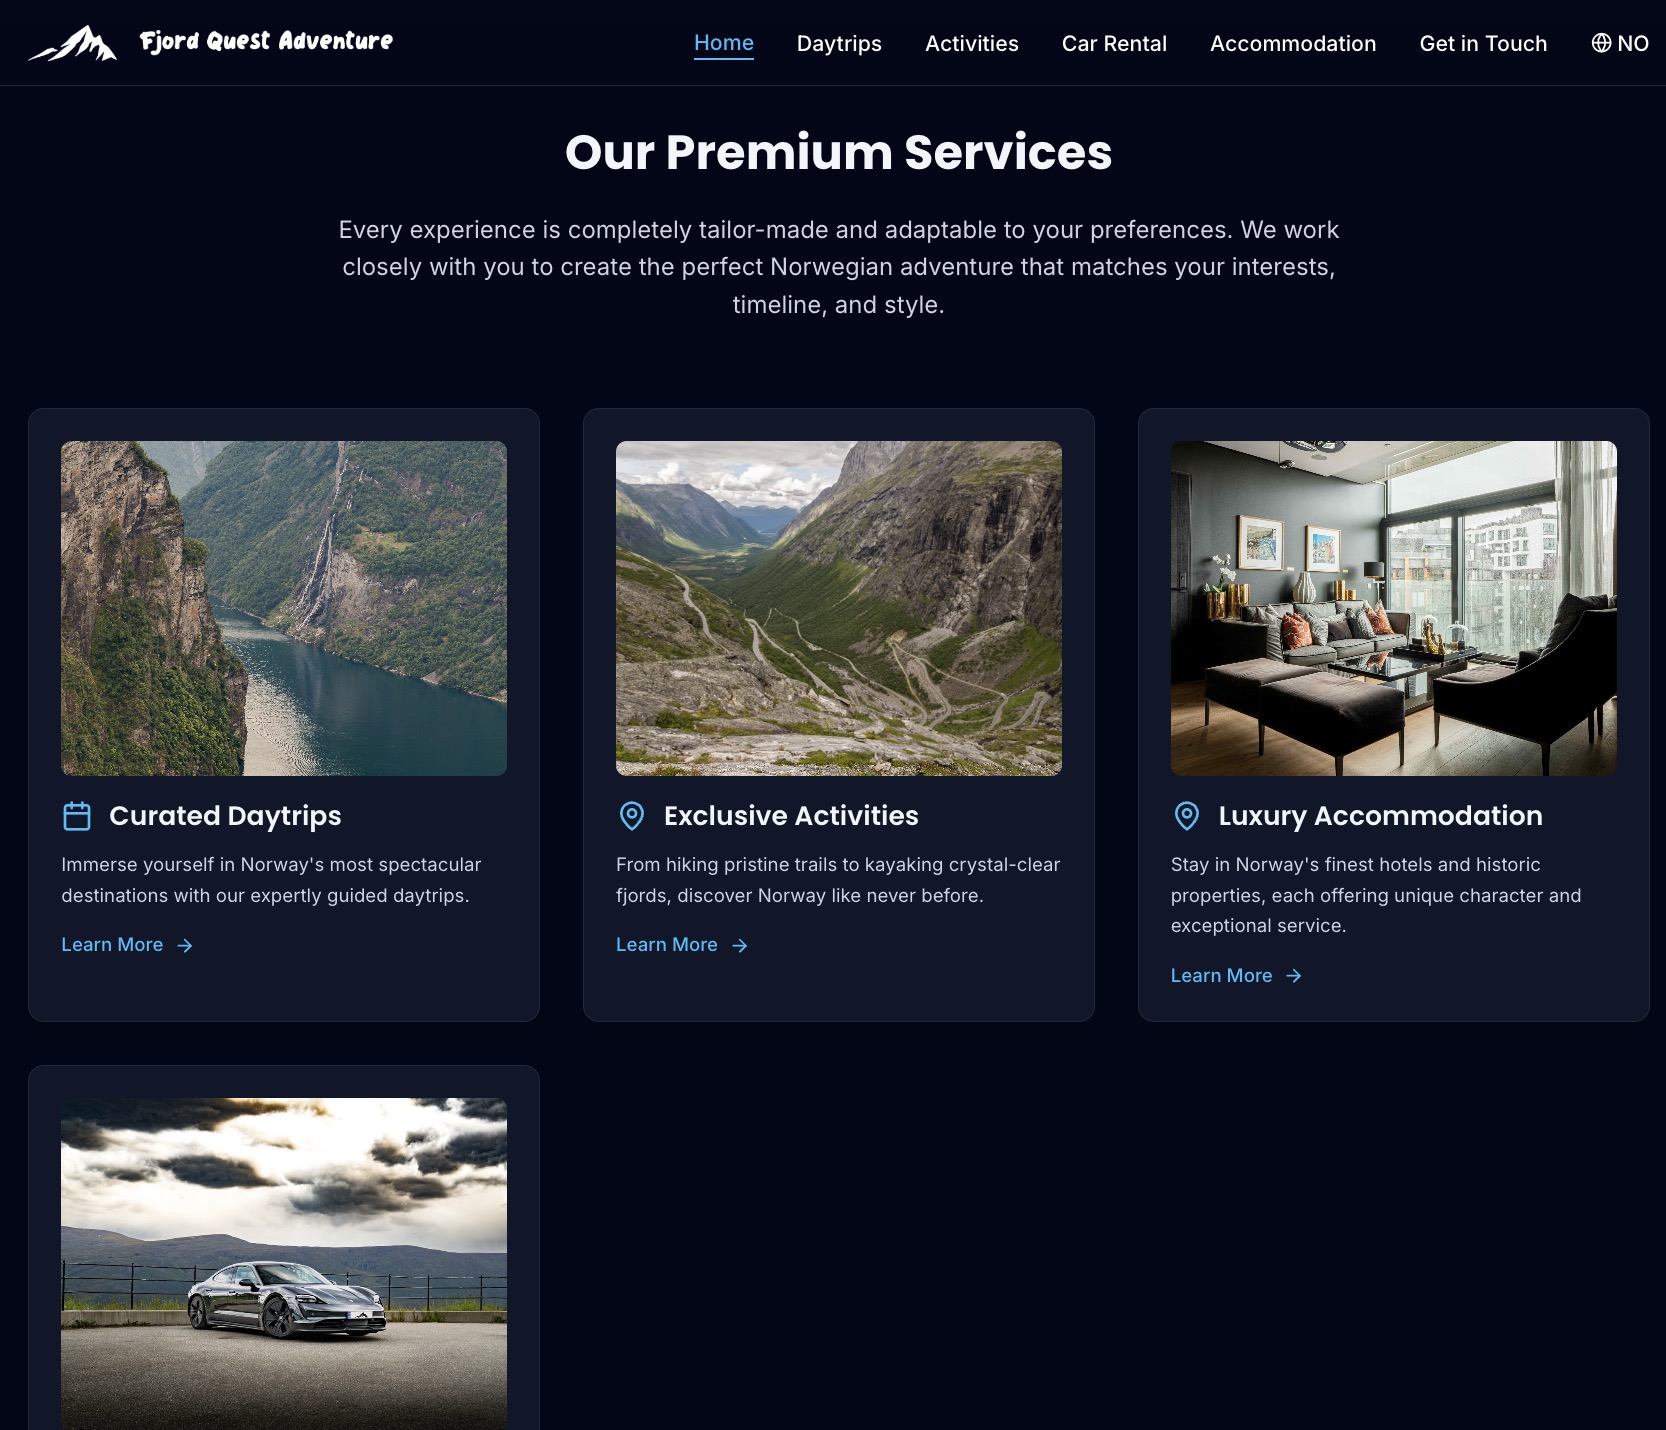 Fjord Quest Adventure
Home
Daytrips
Activities
Car Rental
Accommodation
Get in Touch
NO
Our Premium Services
Every experience is completely tailor-made and adaptable to your preferences. We work
closely with you to create the perfect Norwegian adventure that matches your interests,
timeline, and style.
Curated Daytrips
Immerse yourself in Norway's most spectacular
destinations with our expertly guided daytrips.
Learn More
Exclusive Activities
From hiking pristine trails to kayaking crystal-clear
fjords, discover Norway like never before.
Learn More
Luxury Accommodation
Stay in Norway's finest hotels and historic
properties, each offering unique character and
exceptional service.
Learn More